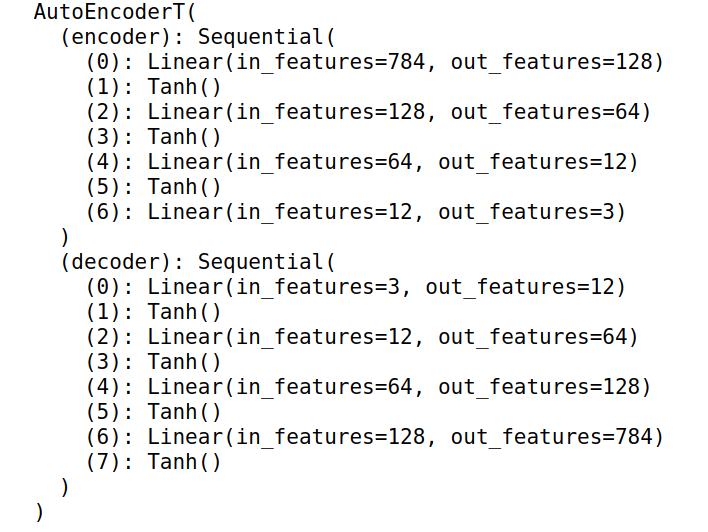 AutoEncoderT(
  (encoder): Sequential(
    (0): Linear(in_features=784, out_features=128)
    (1): Tanh()
    (2): Linear(in_features=128, out_features=64)
    (3): Tanh()
    (4): Linear(in_features=64, out_features=12)
    (5): Tanh()
    (6): Linear(in_features=12, out_features=3)
  )
  (decoder): Sequential(
    (0): Linear(in_features=3, out_features=12)
    (1): Tanh()
    (2): Linear(in_features=12, out_features=64)
    (3): Tanh()
    (4): Linear(in_features=64, out_features=128)
    (5): Tanh()
    (6): Linear(in_features=128, out_features=784)
    (7): Tanh()
  )
)